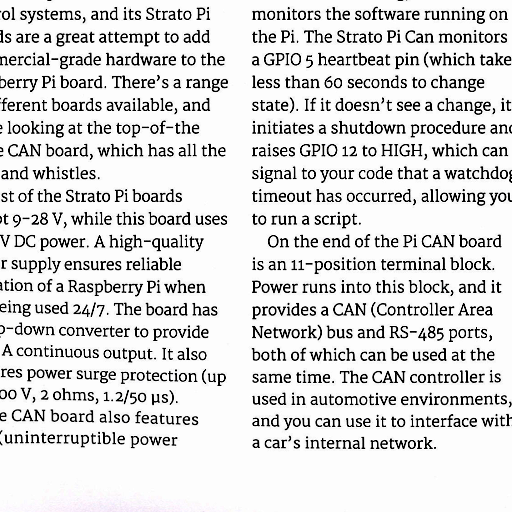 ol systems, and its Strato Pi
ds are a great attempt to add
mercial-grade hardware to the
berry Pi board. There's a range
fferent boards available, and
e looking at the top-of-the
e CAN board, which has all the
and whistles.
st of the Strato Pi boards
pt 9–28 V, while this board uses
V DC power. A high-quality
r supply ensures reliable
ation of a Raspberry Pi when
eing used 24/7. The board has
p-down converter to provide
A continuous output. It also
res power surge protection (up
00 V, 2 ohms, 1.2/50 µs).
e CAN board also features
(uninterruptible power
monitors the software running on
the Pi. The Strato Pi Can monitors
a GPIO 5 heartbeat pin (which take
less than 60 seconds to change
state). If it doesn't see a change, it
initiates a shutdown procedure and
raises GPIO 12 to HIGH, which can
signal to your code that a watchdog
timeout has occurred, allowing you
to run a script.
On the end of the Pi CAN board
is an 11-position terminal block.
Power runs into this block, and it
provides a CAN (Controller Area
Network) bus and RS-485 ports,
both of which can be used at the
same time. The CAN controller is
used in automotive environments,
and you can use it to interface with
a car's internal network.